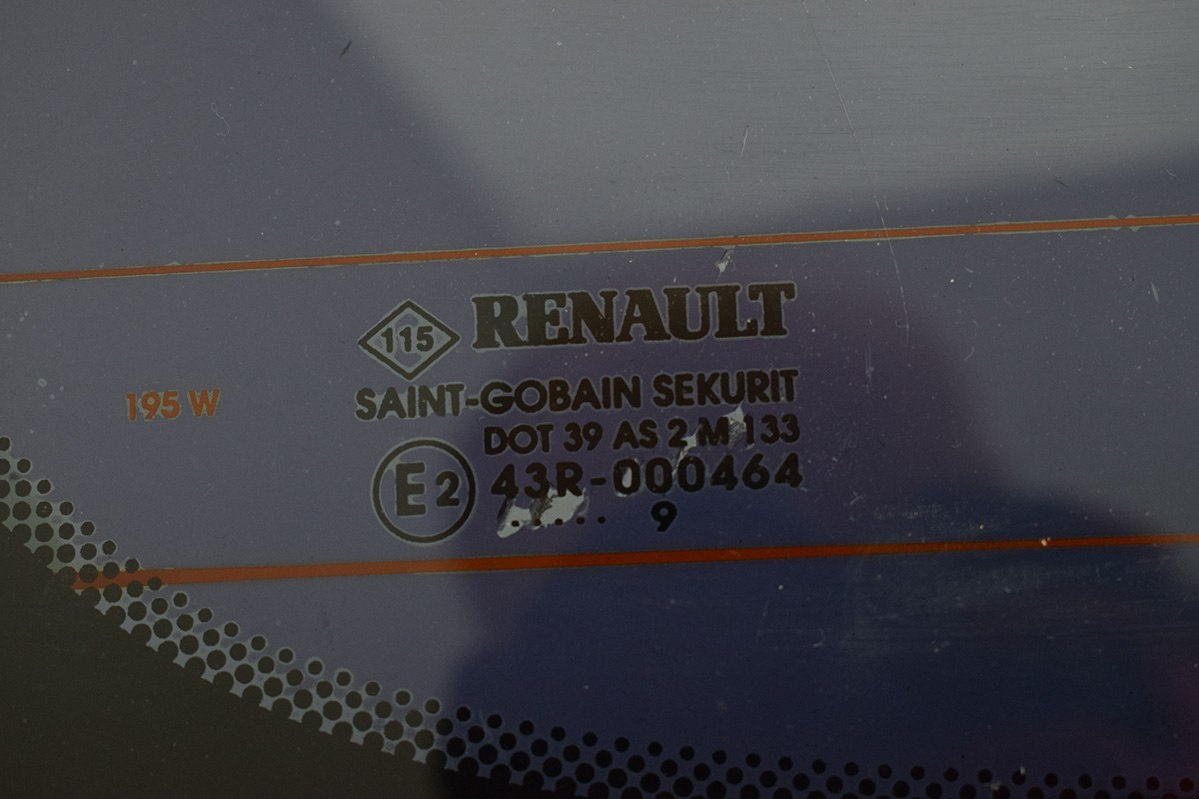 115 RENAULT
195 W
SAINT-GOBAIN SEKURIT
DOT 39 AS 2 M 133
E2 43R-000464
..... 9